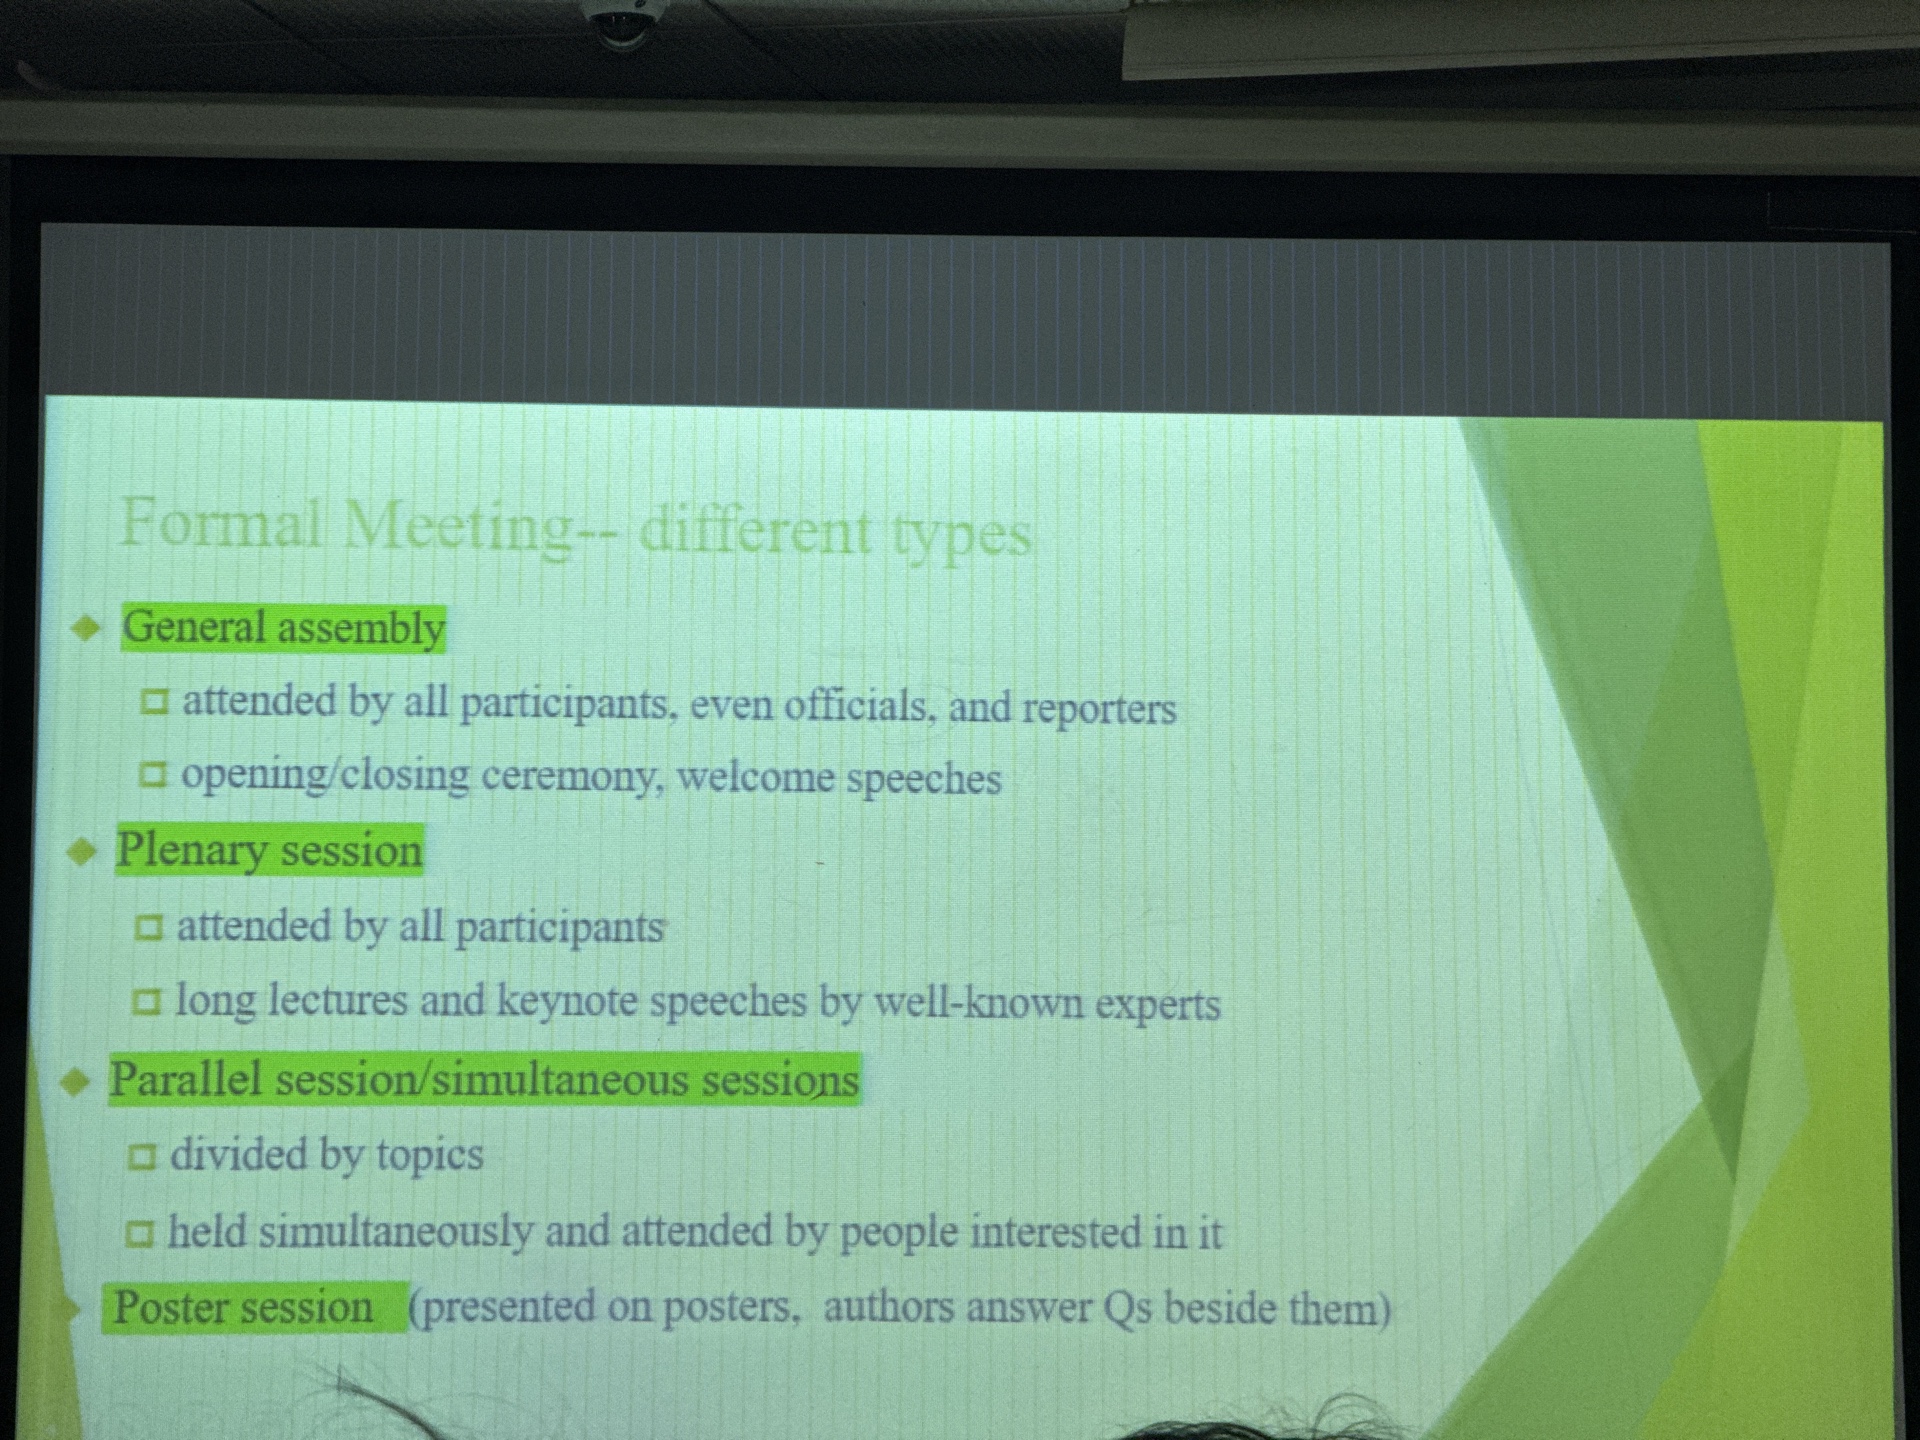 Formal Meeting-- different types
General assembly
attended by all participants, even officials, and reporters
opening/closing ceremony, welcome speeches
Plenary session
attended by all participants
long lectures and keynote speeches by well-known experts
Parallel session/simultaneous sessions
divided by topics
held simultaneously and attended by people interested in it
Poster session (presented on posters, authors answer Qs beside them)